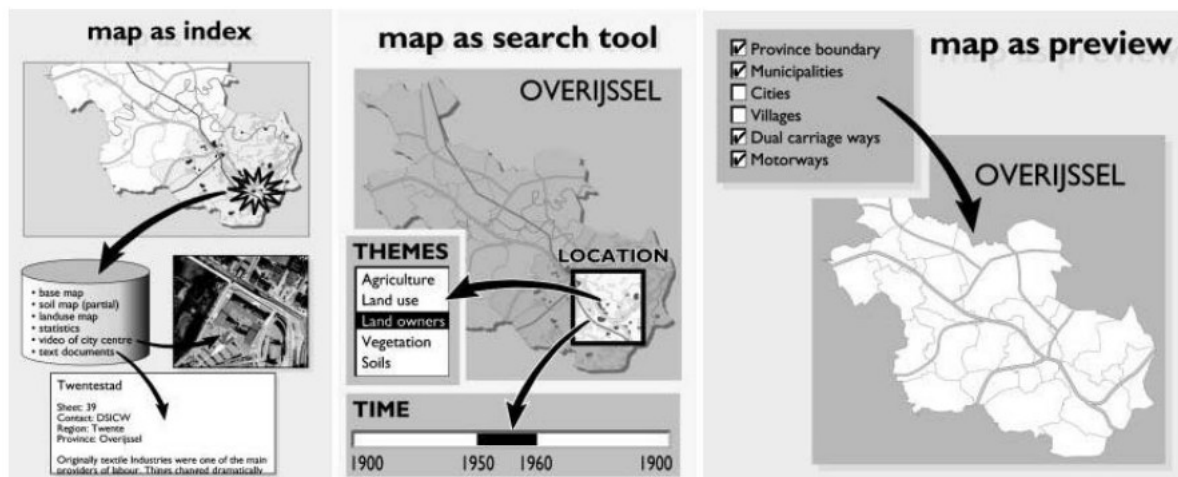 map as index
• base map
• soil map (partial)
• landuse map
• statistics
• video of city centre
• text documents
Twentestad
Sheet: 39
Contact: DSICW
Region: Twente
Province: Overijssel
Originally textile Industries were one of the main
providers of labour. Things changed dramatically
map as search tool
OVERIJSSEL
THEMES
Agriculture
Land use
Land owners
Vegetation
Soils
LOCATION
TIME
1900 1950 1960 1900
map as preview
Province boundary
Municipalities
Cities
Villages
Dual carriage ways
Motorways
OVERIJSSEL